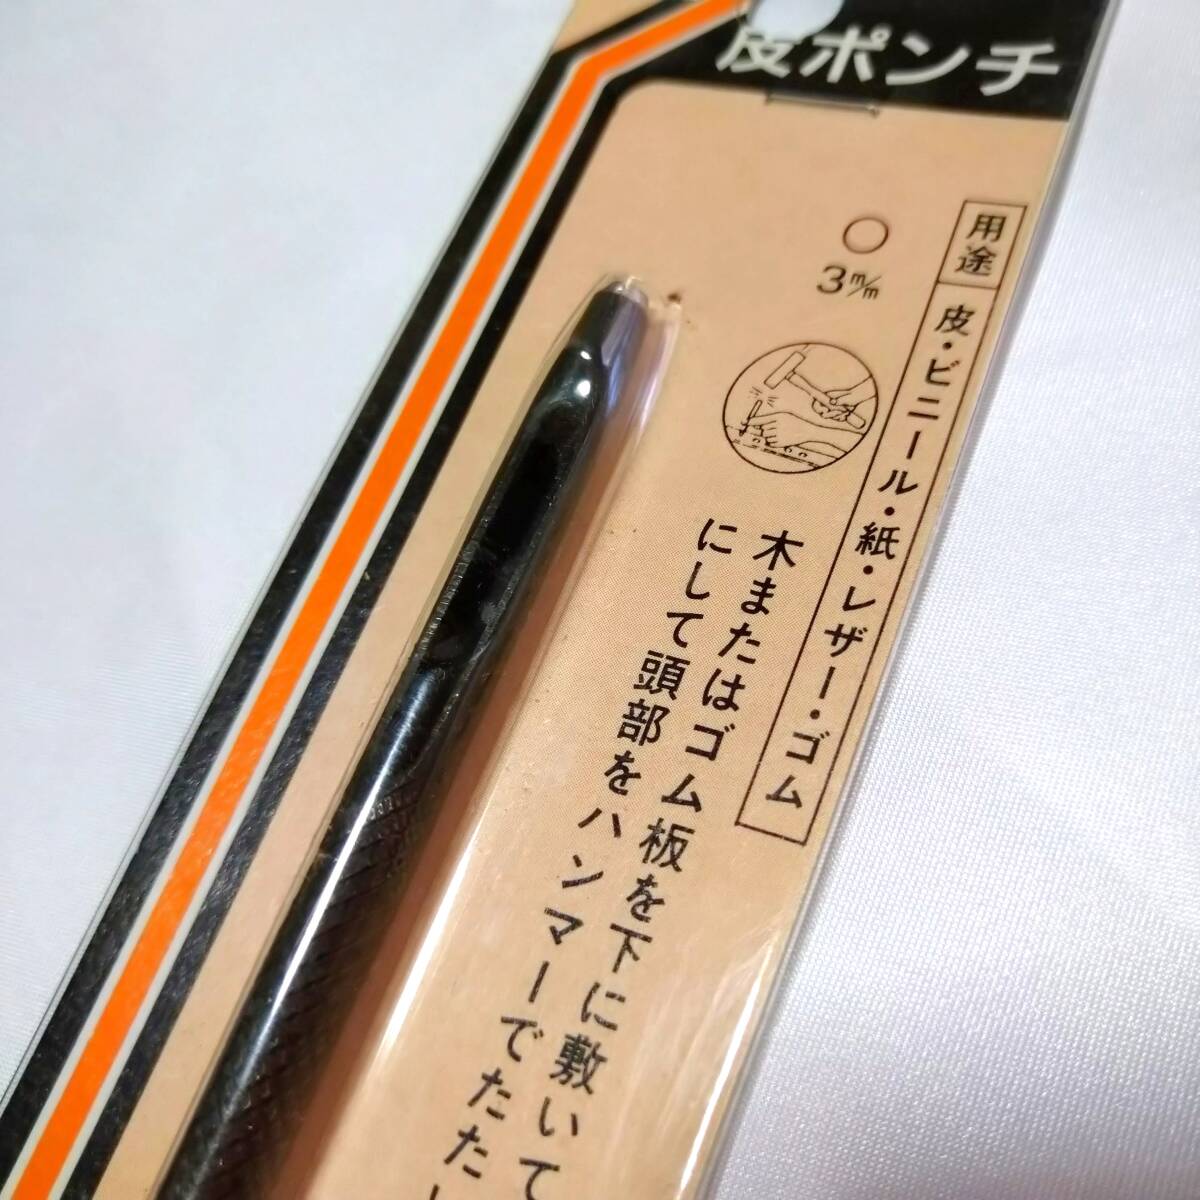 皮ポンチ
3m/m
用途 皮・ビニール・紙・レザー・ゴム
木またはゴム板を下に敷いて
にして頭部をハンマーでたた